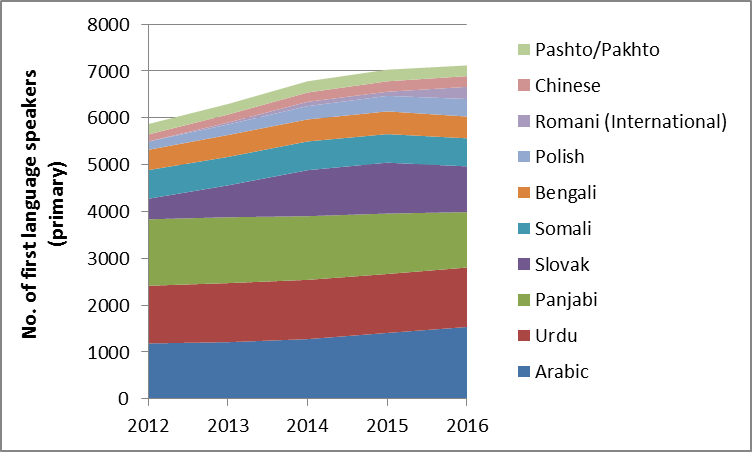 No. of first language speakers
(primary)
8000
7000
6000
5000
4000
3000
2000
1000
0
2012 2013 2014 2015 2016
Pashto/Pakhto
Chinese
Romani (International)
Polish
Bengali
Somali
Slovak
Panjabi
Urdu
Arabic